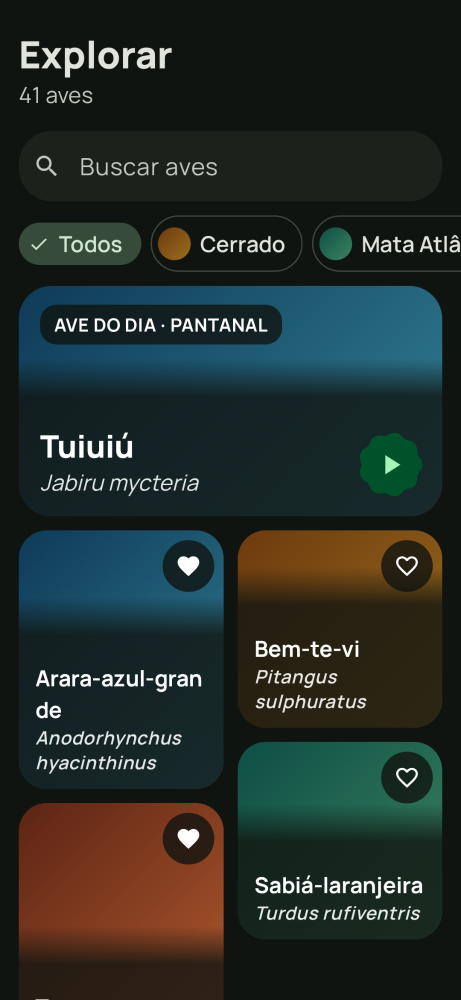 Explorar
41 aves
Buscar aves
Todos
Cerrado
Mata Atlâ
AVE DO DIA · PANTANAL
Tuiuiú
Jabiru mycteria
Arara-azul-gran
de
Anodorhynchus
hyacinthinus
Bem-te-vi
Pitangus
sulphuratus
Sabiá-laranjeira
Turdus rufiventris